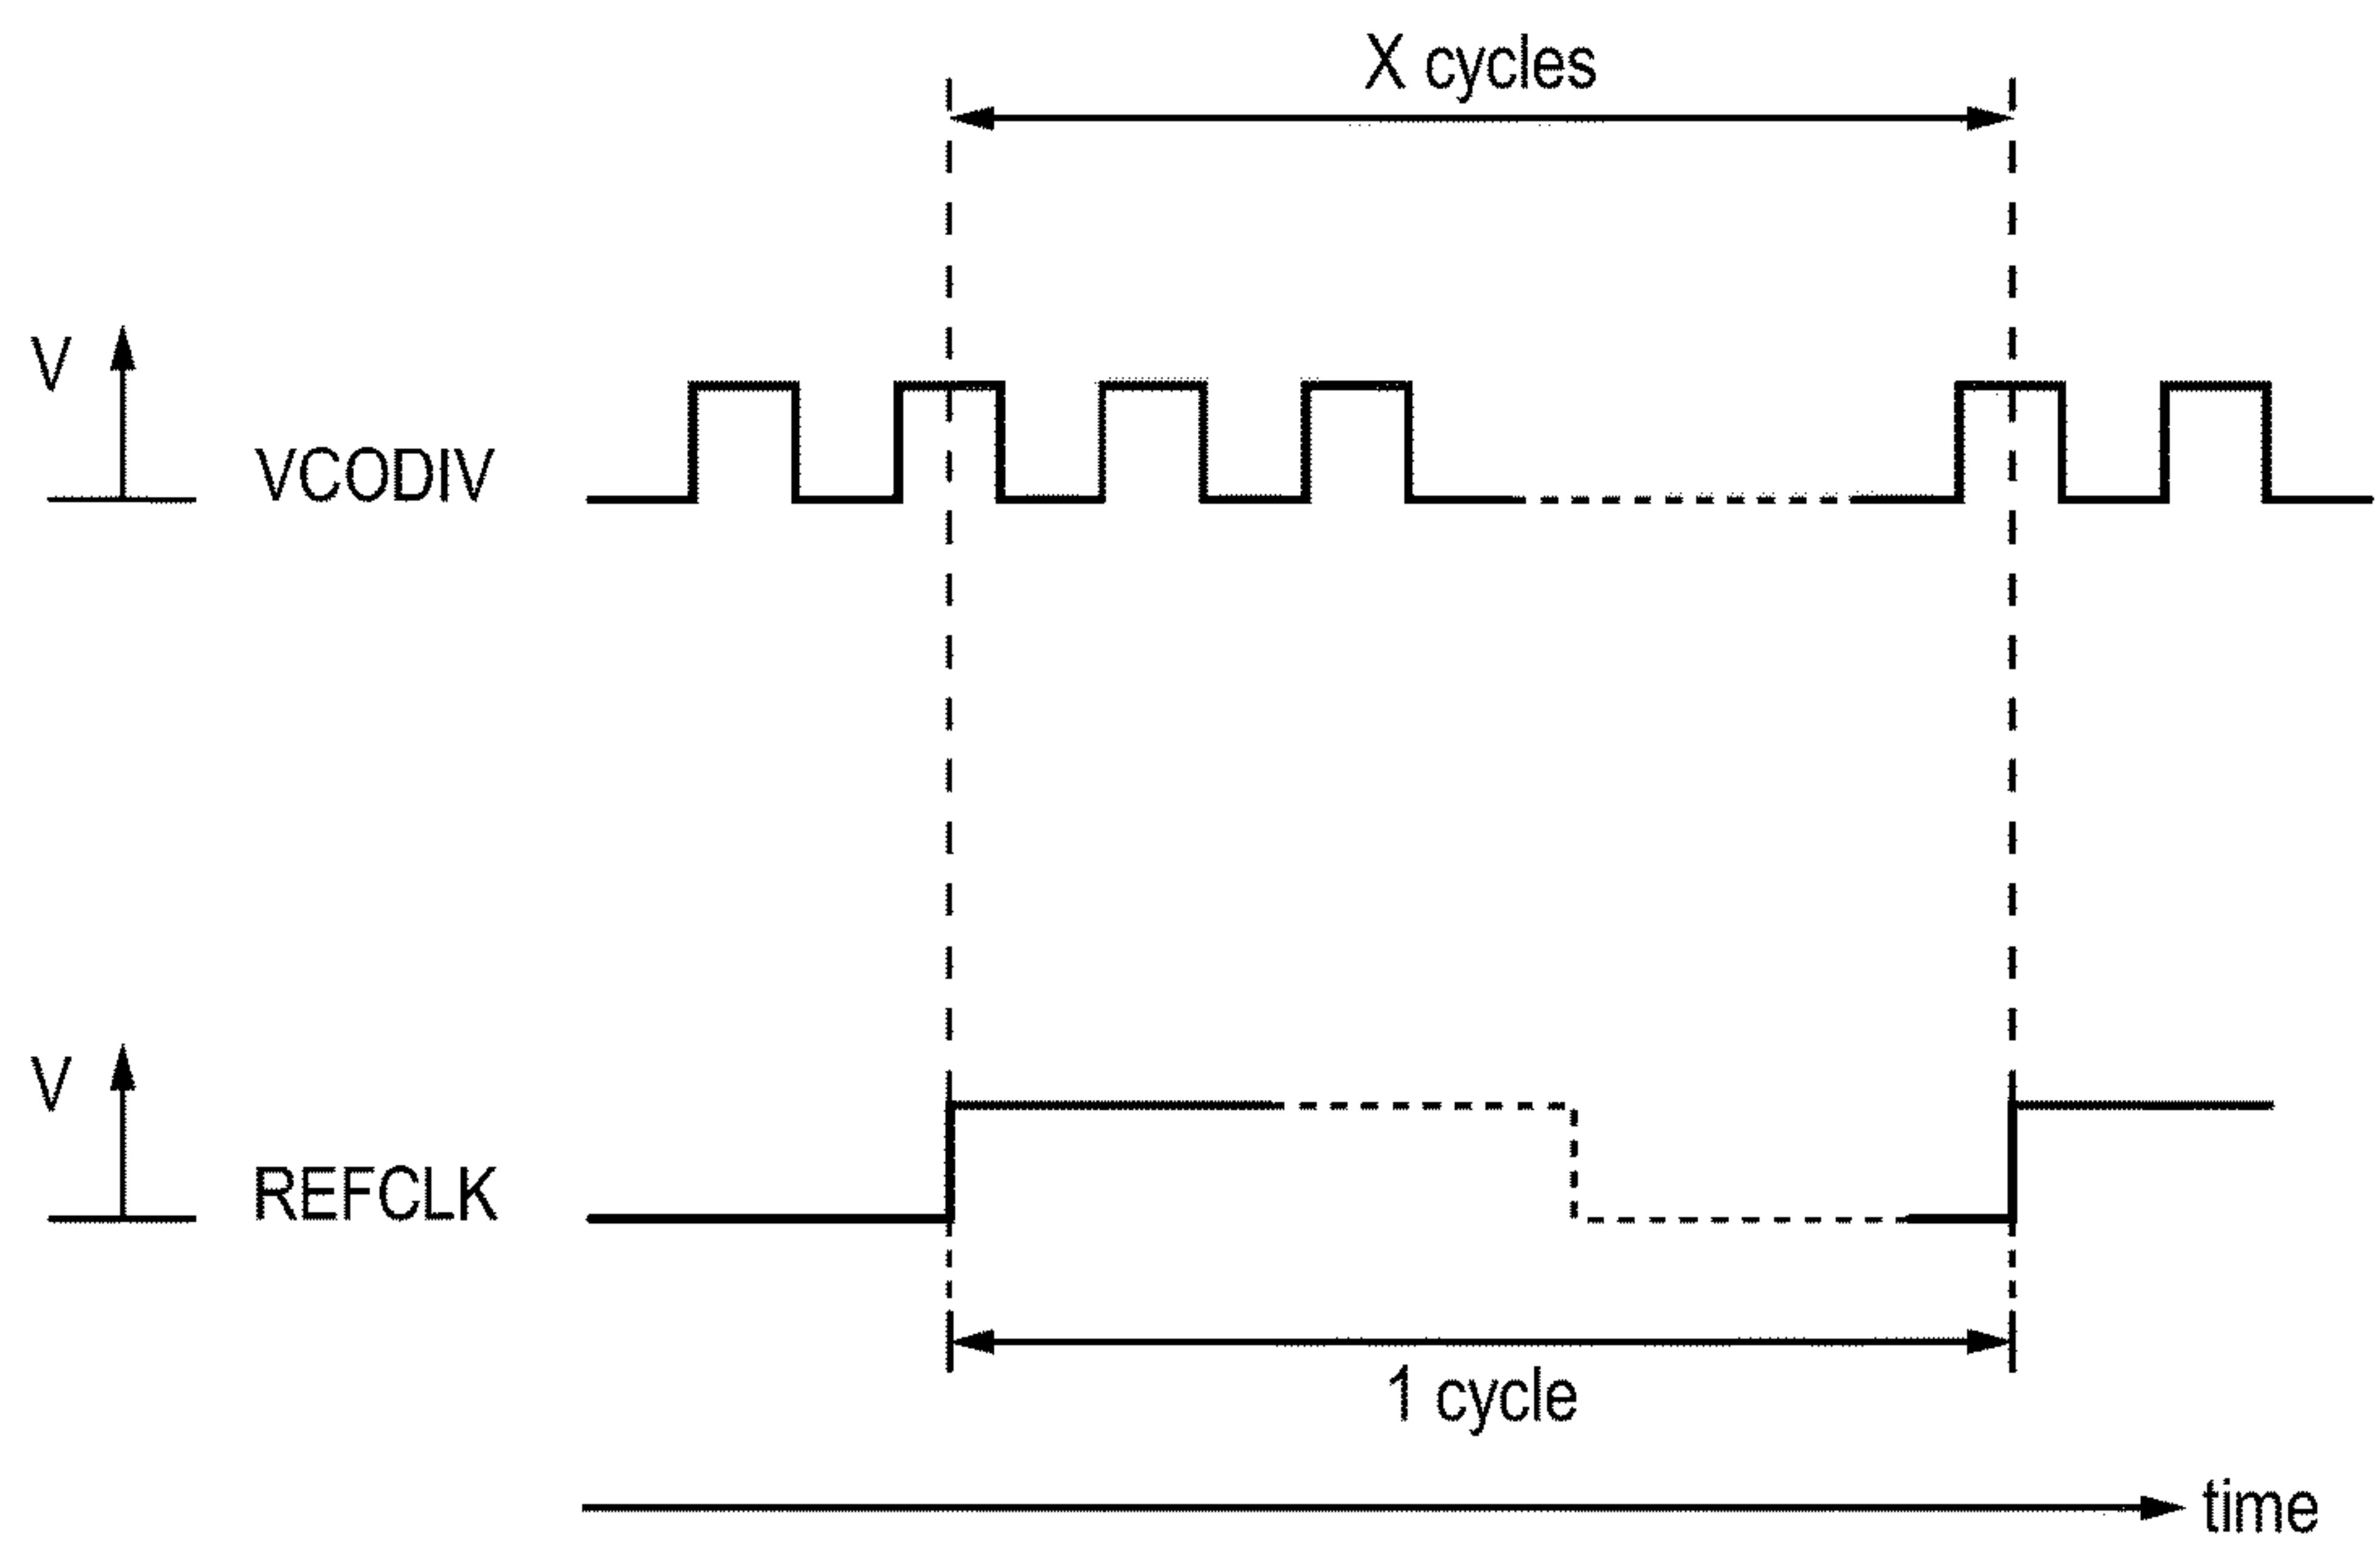 X cycles
V
VCODIV
V
REFCLK
1 cycle
time